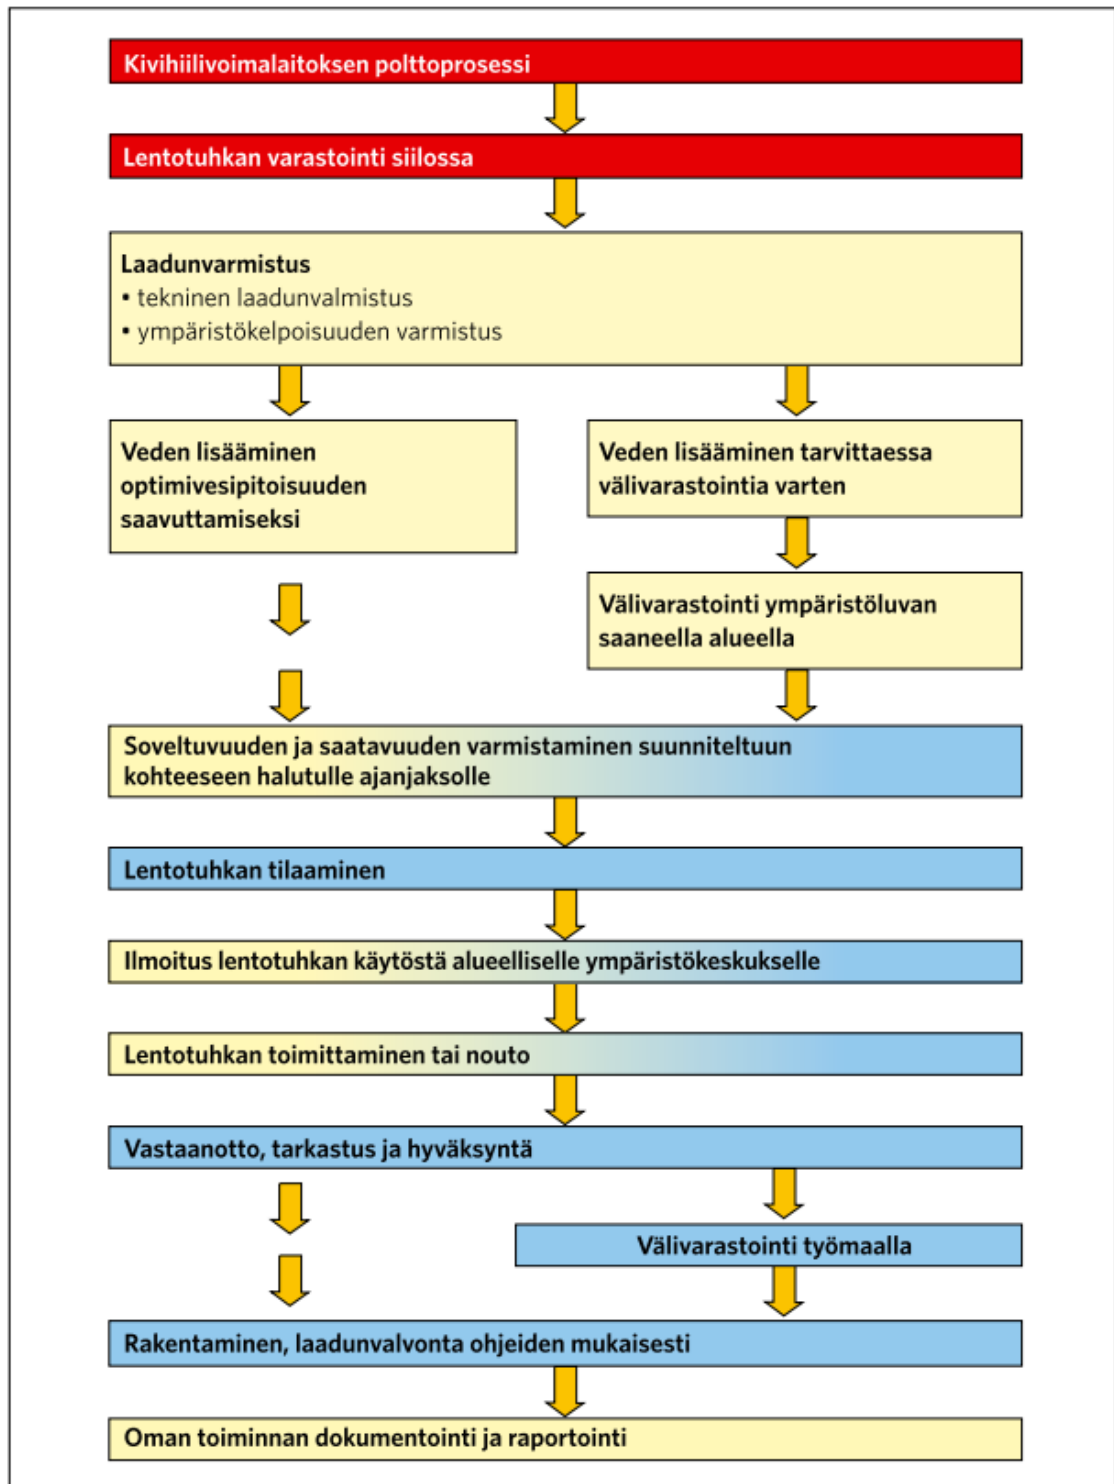 Kivihiilivoimalaitoksen polttoprosessi
Lentotuhkan varastointi siilossa
Laadunvarmistus
• tekninen laadunvalmistus
• ympäristökelpoisuuden varmistus
Veden lisääminen
optimivesipitoisuuden
saavuttamiseksi
Veden lisääminen tarvittaessa
välivarastointia varten
Välivarastointi ympäristöluvan
saaneella alueella
Soveltuvuuden ja saatavuuden varmistaminen suunniteltuun
kohteeseen halutulle ajanjaksolle
Lentotuhkan tilaaminen
Ilmoitus lentotuhkan käytöstä alueelliselle ympäristökeskukselle
Lentotuhkan toimittaminen tai nouto
Vastaanotto, tarkastus ja hyväksyntä
Välivarastointi työmaalla
Rakentaminen, laadunvalvonta ohjeiden mukaisesti
Oman toiminnan dokumentointi ja raportointi